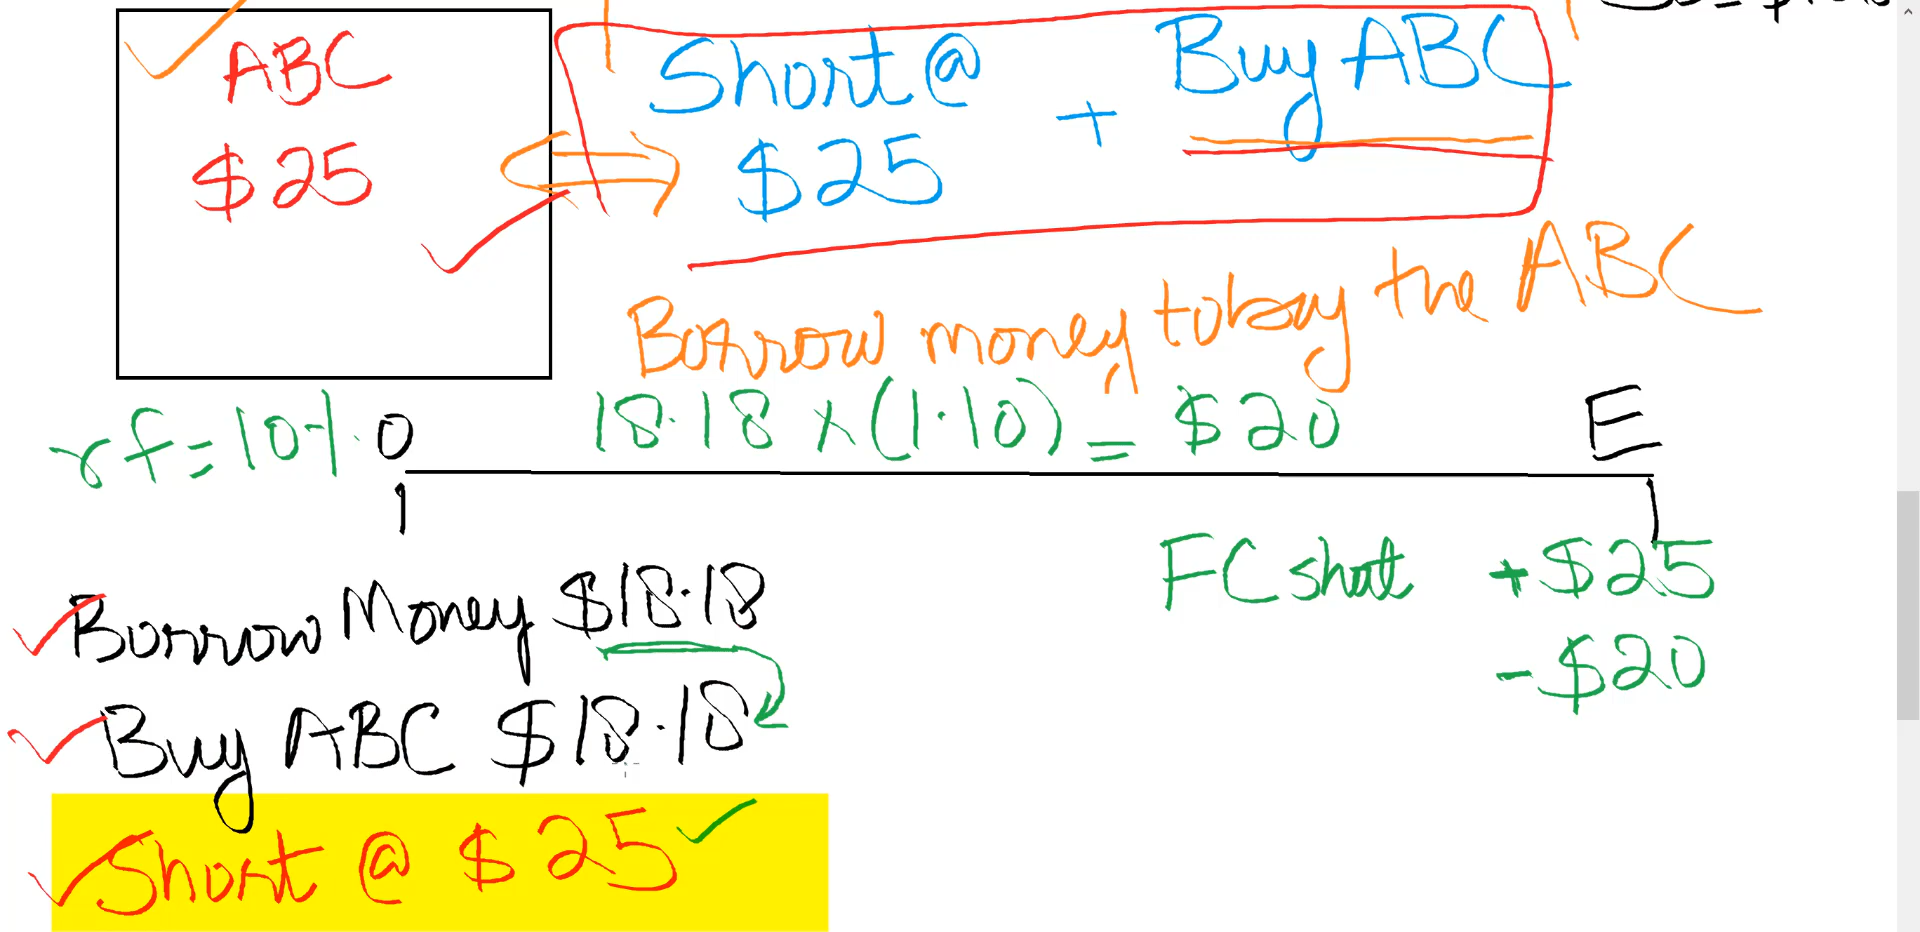 ABC
$25
Short @
$25
+
Buy ABC
Borrow money to buy the ABC
rf = 10%. 0
18.18 x (1.10) = $20
E
Borrow Money $18.18
Buy ABC $18.18
Short @ $25
FC short + $25
- $20